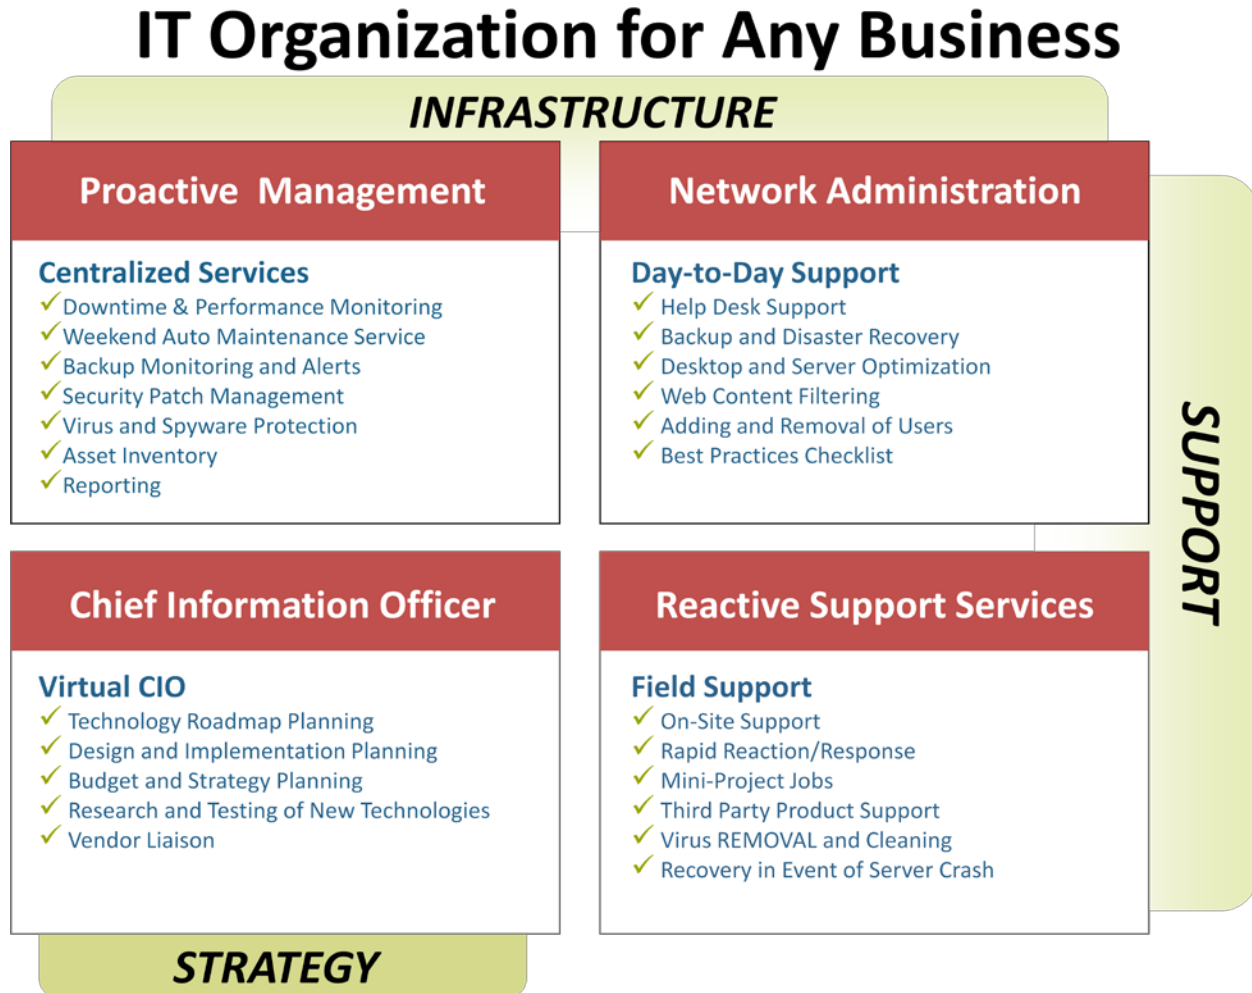 IT Organization for Any Business
INFRASTRUCTURE
Proactive Management
Centralized Services
Downtime & Performance Monitoring
Weekend Auto Maintenance Service
Backup Monitoring and Alerts
Security Patch Management
Virus and Spyware Protection
Asset Inventory
Reporting
Network Administration
Day-to-Day Support
Help Desk Support
Backup and Disaster Recovery
Desktop and Server Optimization
Web Content Filtering
Adding and Removal of Users
Best Practices Checklist
SUPPORT
Chief Information Officer
Virtual CIO
Technology Roadmap Planning
Design and Implementation Planning
Budget and Strategy Planning
Research and Testing of New Technologies
Vendor Liaison
Reactive Support Services
Field Support
On-Site Support
Rapid Reaction/Response
Mini-Project Jobs
Third Party Product Support
Virus REMOVAL and Cleaning
Recovery in Event of Server Crash
STRATEGY